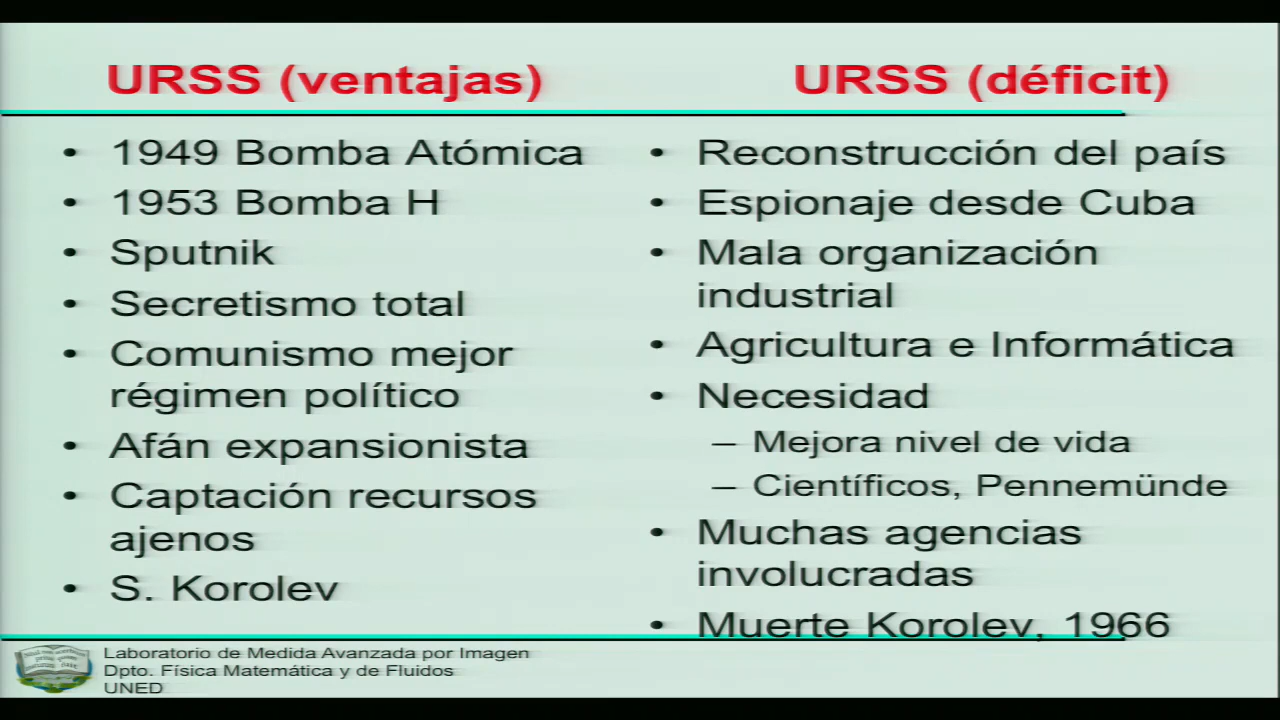 URSS (ventajas)
• 1949 Bomba Atómica
• 1953 Bomba H
• Sputnik
• Secretismo total
• Comunismo mejor
régimen político
• Afán expansionista
• Captación recursos
ajenos
• S. Korolev
URSS (déficit)
• Reconstrucción del país
• Espionaje desde Cuba
• Mala organización
industrial
• Agricultura e Informática
• Necesidad
– Mejora nivel de vida
– Científicos, Pennemünde
• Muchas agencias
involucradas
• Muerte Korolev, 1966
Laboratorio de Medida Avanzada por Imagen
Dpto. Física Matemática y de Fluidos
UNED